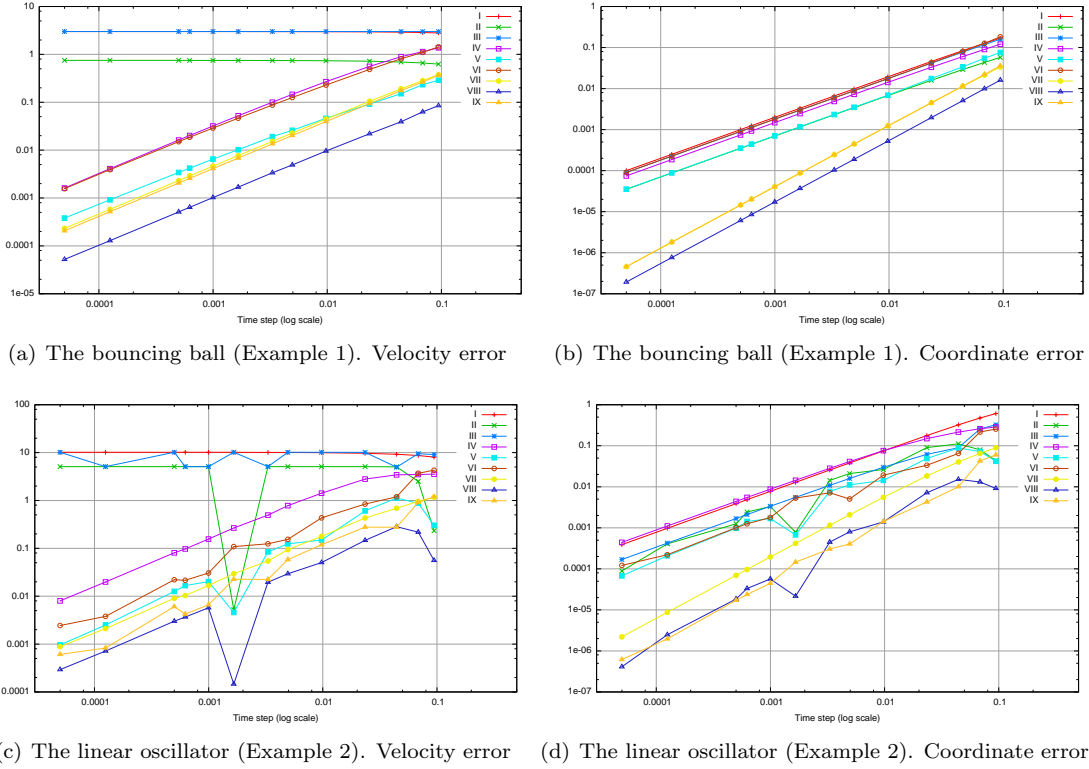 10
1
0.1
0.01
0.001
0.0001
1e-05
0.0001
0.001
0.01
0.1
Time step (log scale)
I
II
III
IV
V
VI
VII
VIII
IX
(a) The bouncing ball (Example 1). Velocity error
1
0.1
0.01
0.001
0.0001
1e-05
1e-06
1e-07
0.0001
0.001
0.01
0.1
Time step (log scale)
I
II
III
IV
V
VI
VII
VIII
IX
(b) The bouncing ball (Example 1). Coordinate error
100
10
1
0.1
0.01
0.001
0.0001
0.0001
0.001
0.01
0.1
Time step (log scale)
I
II
III
IV
V
VI
VII
VIII
IX
c) The linear oscillator (Example 2). Velocity error
1
0.1
0.01
0.001
0.0001
1e-05
1e-06
1e-07
0.0001
0.001
0.01
0.1
Time step (log scale)
I
II
III
IV
V
VI
VII
VIII
IX
(d) The linear oscillator (Example 2). Coordinate error